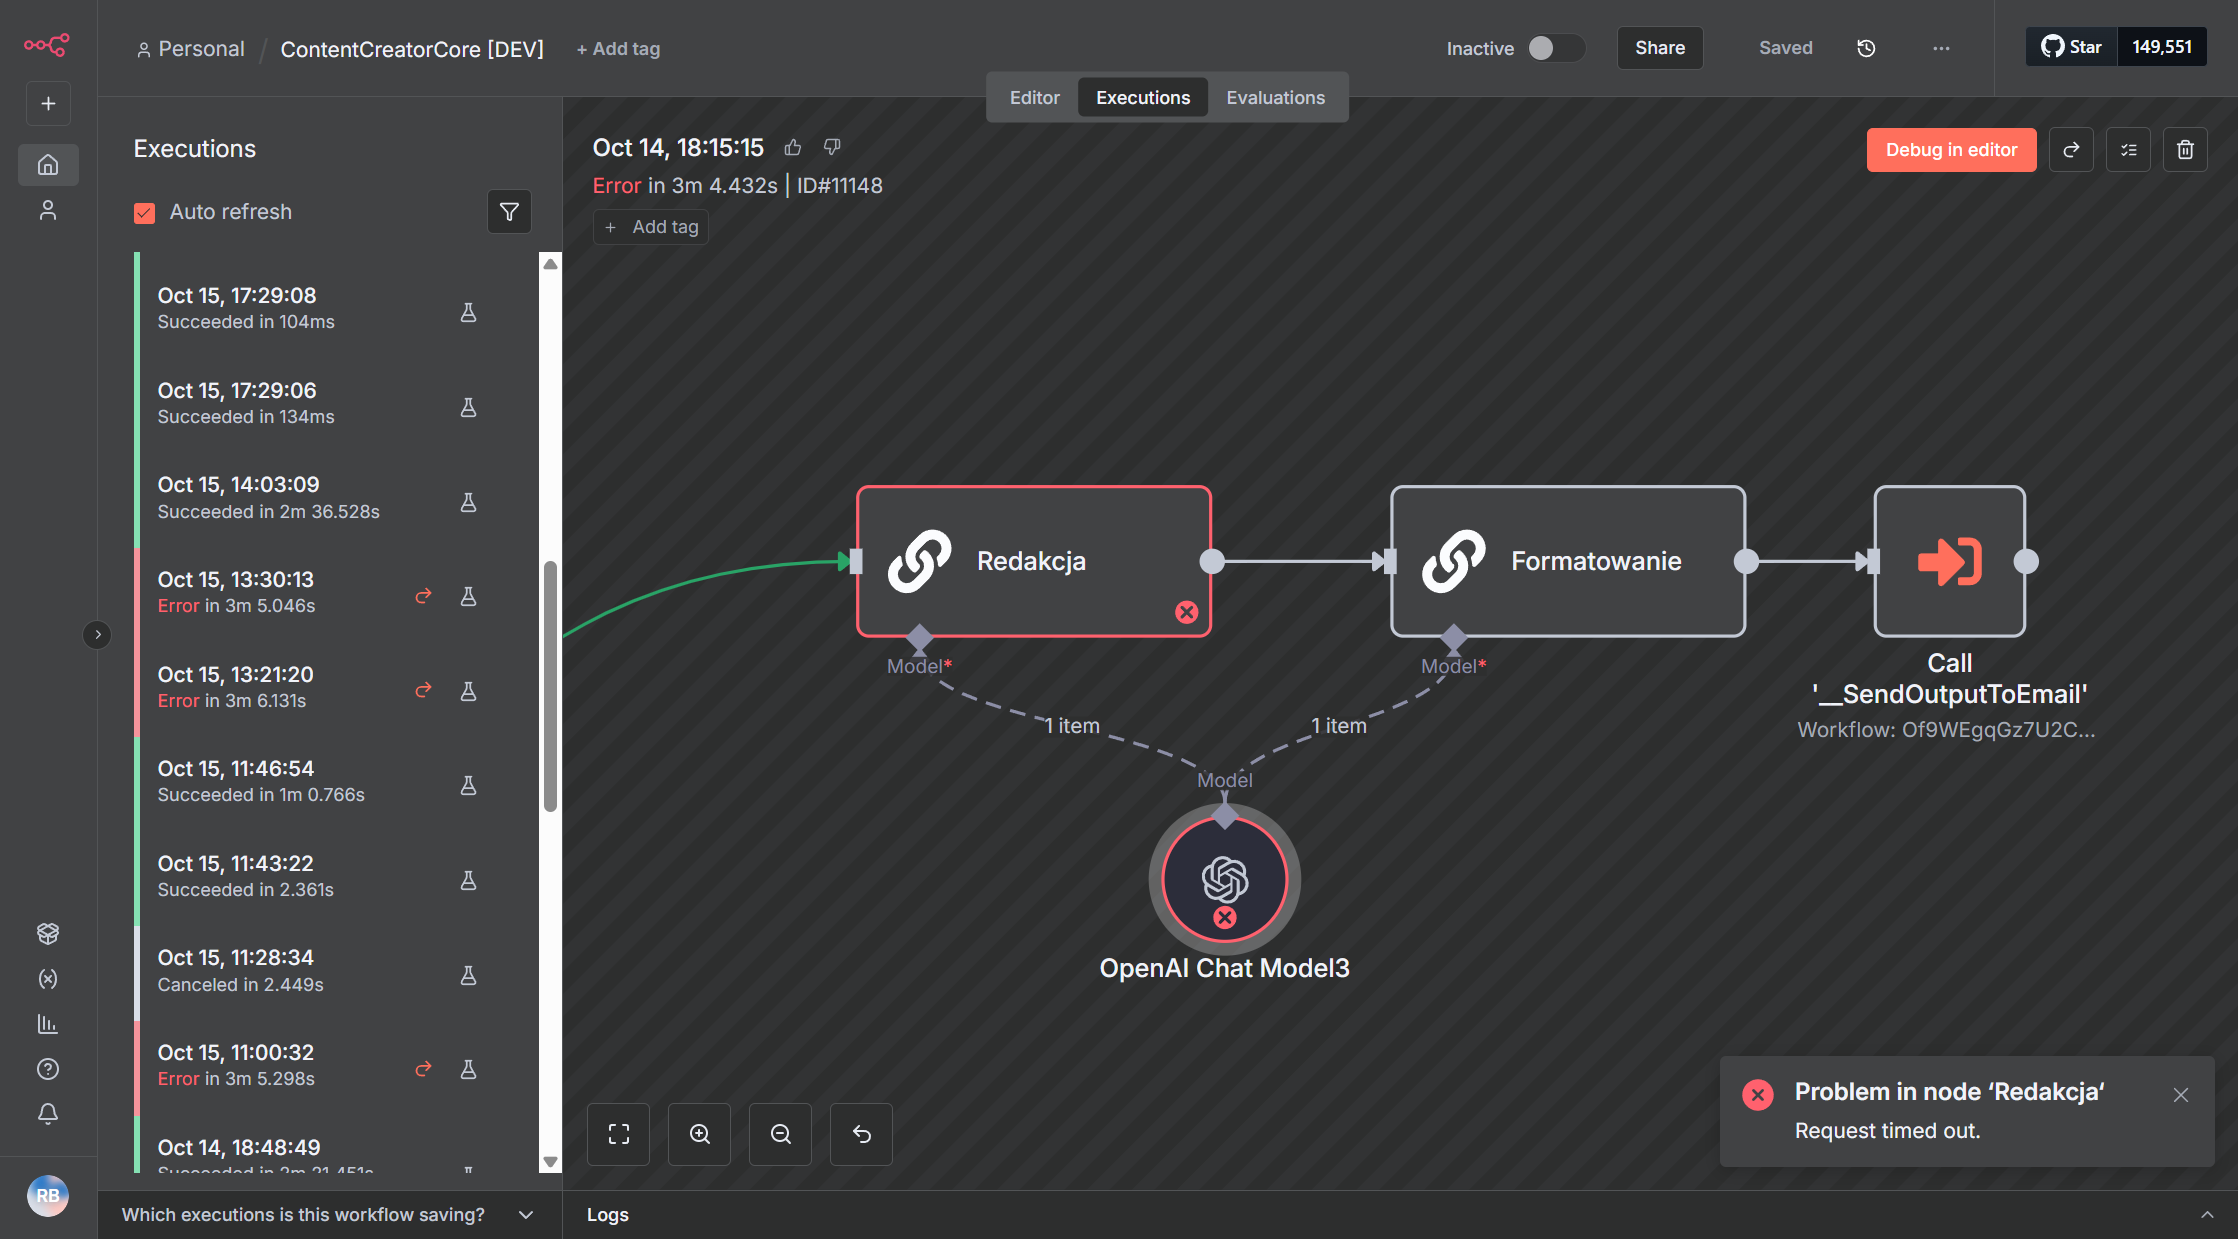 Personal / ContentCreatorCore [DEV] + Add tag
Inactive
Share
Saved
Star 149,551
Editor Executions Evaluations
Executions
Auto refresh
Oct 15, 17:29:08
Succeeded in 104ms
Oct 15, 17:29:06
Succeeded in 134ms
Oct 15, 14:03:09
Succeeded in 2m 36.528s
Oct 15, 13:30:13
Error in 3m 5.046s
Oct 15, 13:21:20
Error in 3m 6.131s
Oct 15, 11:46:54
Succeeded in 1m 0.766s
Oct 15, 11:43:22
Succeeded in 2.361s
Oct 15, 11:28:34
Canceled in 2.449s
Oct 15, 11:00:32
Error in 3m 5.298s
Oct 14, 18:48:49
Succeeded in 2m 21.451s
RB
Which executions is this workflow saving?
Oct 14, 18:15:15
Error in 3m 4.432s | ID#11148
+ Add tag
Debug in editor
Redakcja
Formatowanie
Model*
Model*
Call
'__SendOutputToEmail'
Workflow: Of9WEgqGz7U2C...
1 item
1 item
Model
OpenAI Chat Model3
Problem in node ‘Redakcja‘
Request timed out.
Logs